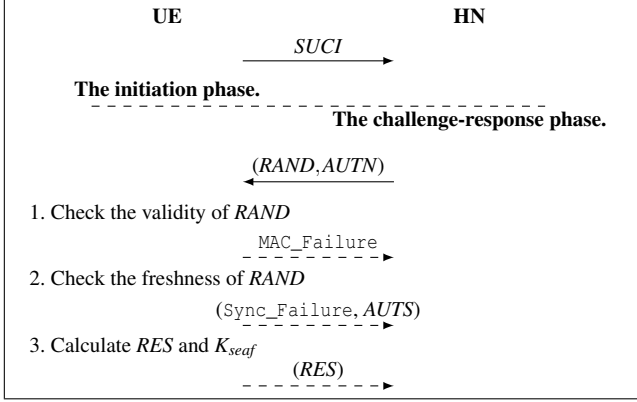 UE HN
SUCI
The initiation phase.
The challenge-response phase.
(RAND,AUTN)
1. Check the validity of RAND
MAC_Failure
2. Check the freshness of RAND
(Sync_Failure, AUTS)
3. Calculate RES and Kseaf
(RES)